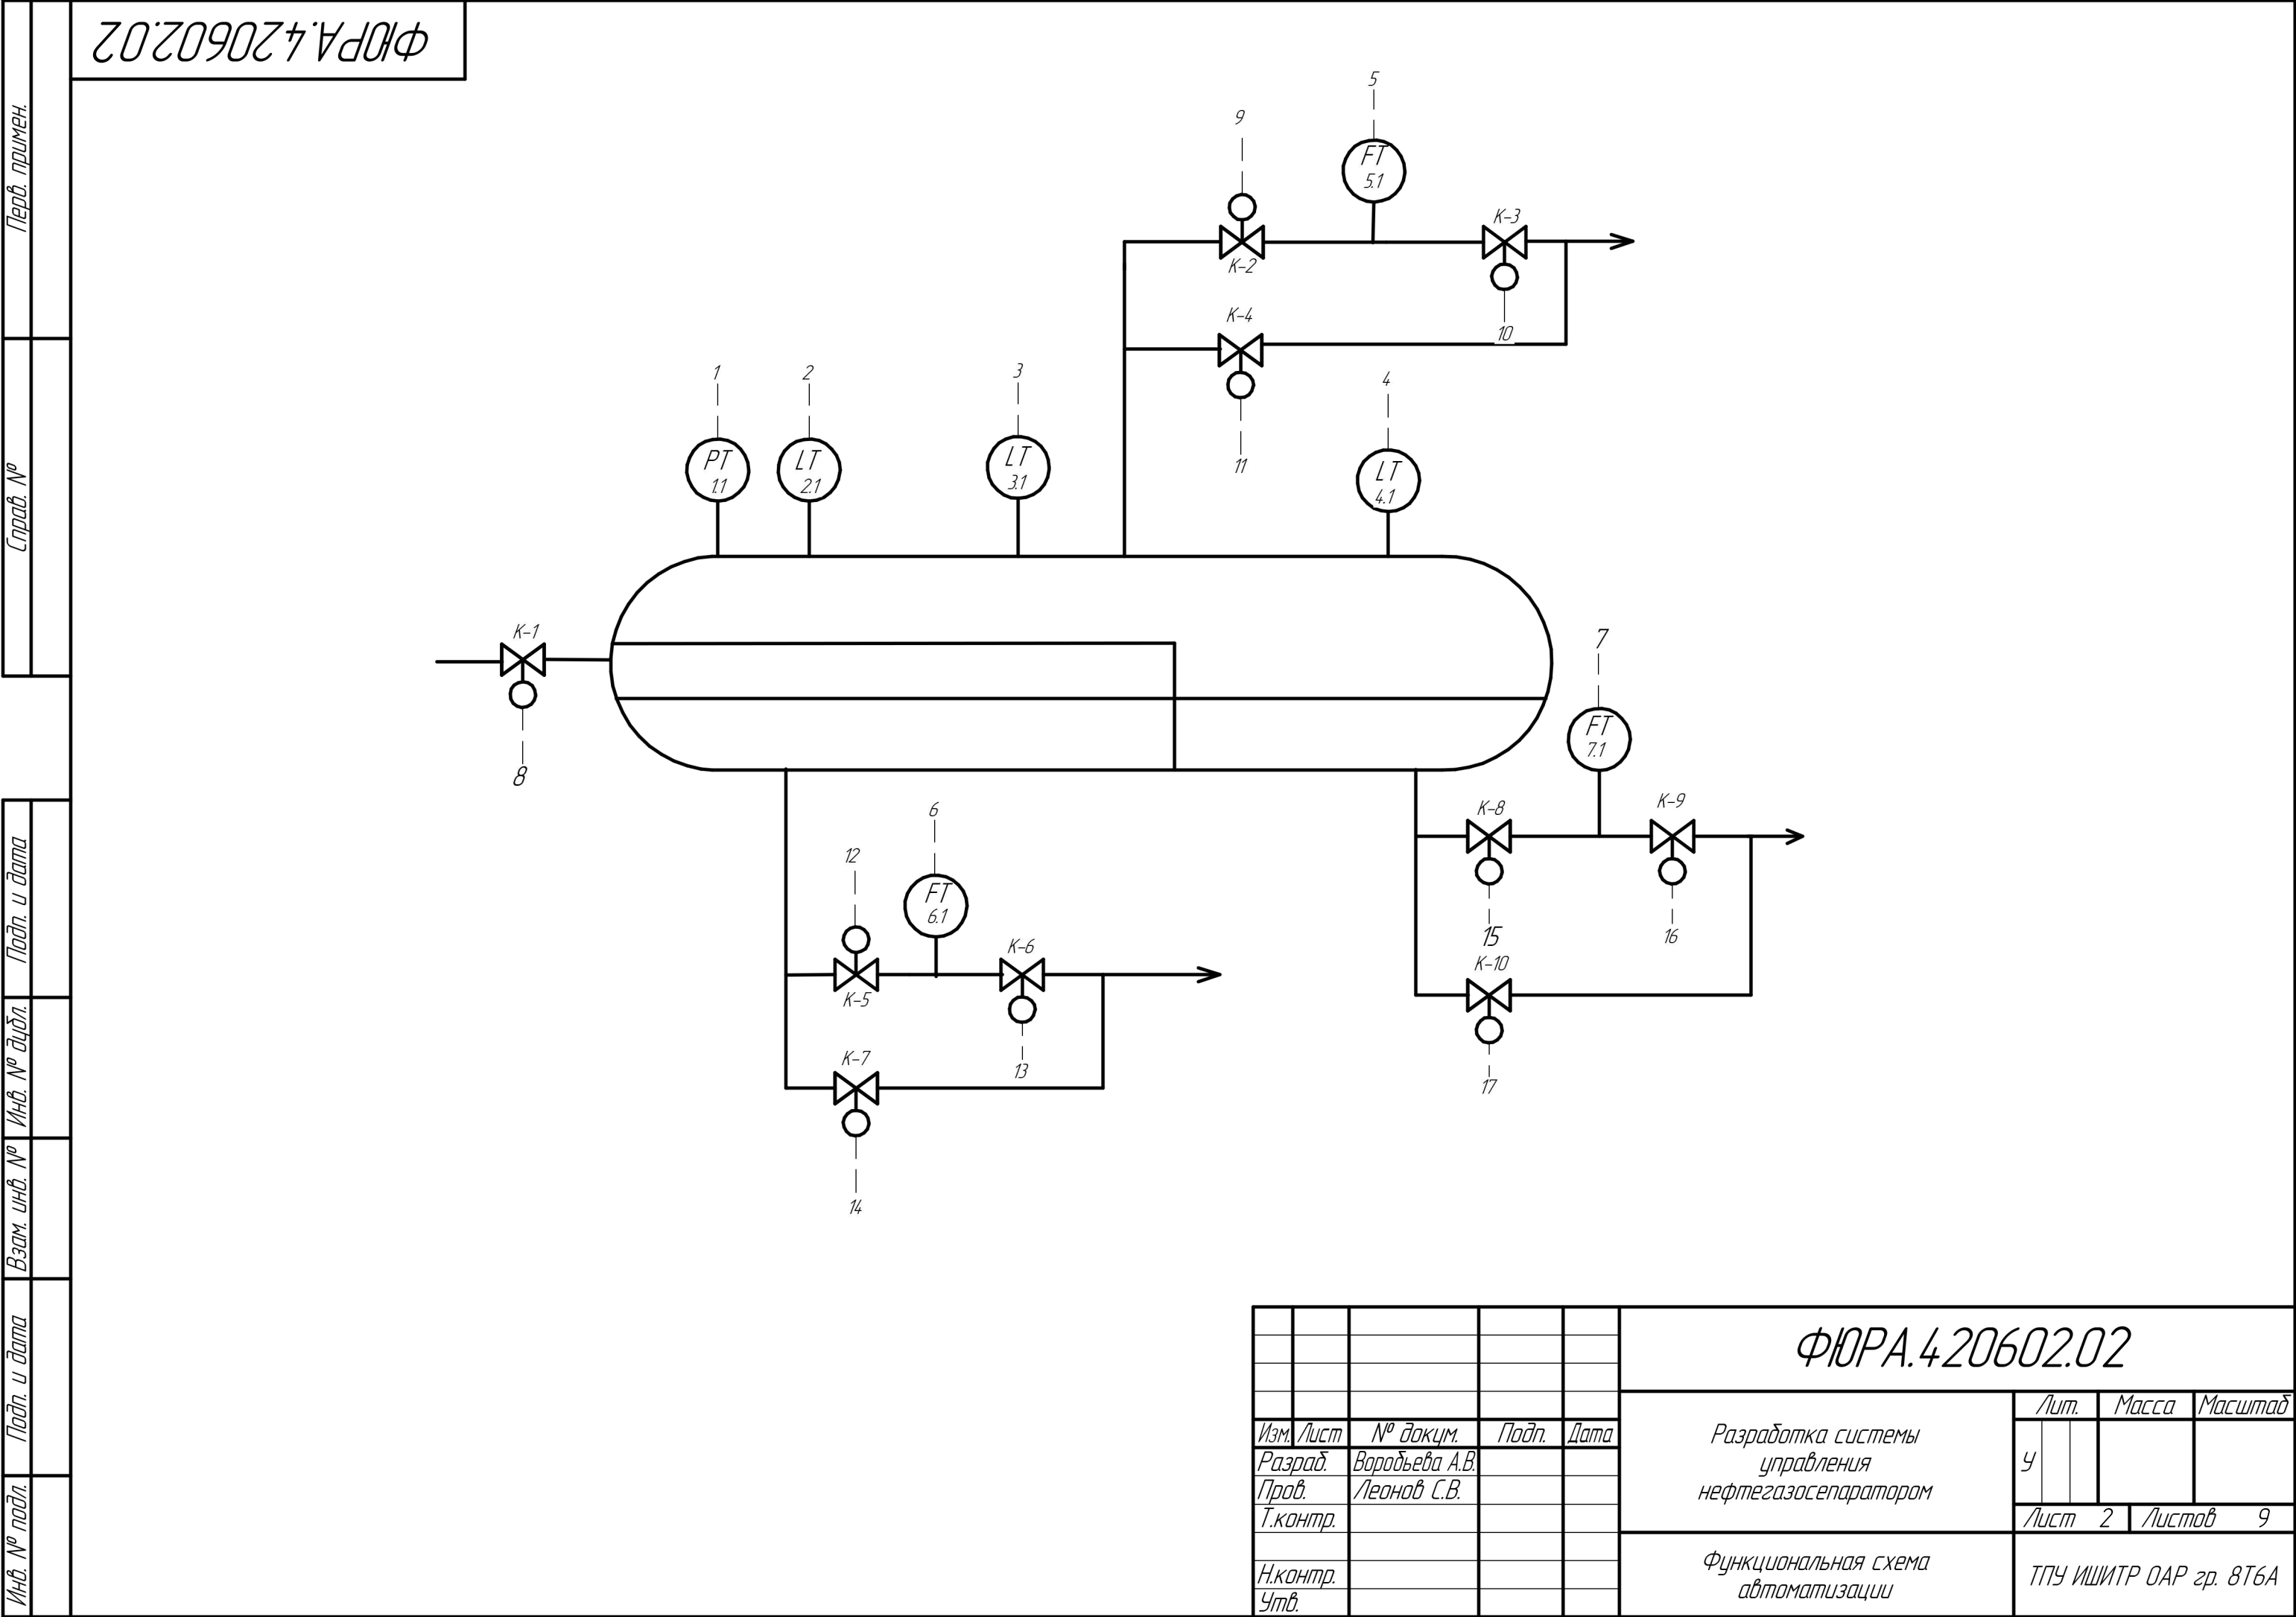 ФЮРА.420602.02
Перв. примен.
Справ. №
Подп. и дата
Инв. № дубл.
Взам. инв. №
Подп. и дата
Инв. № подл.
5
9
FT
5.1
К-3
К-2
К-4
10
1
2
3
4
11
PT
1.1
LT
2.1
LT
3.1
LT
4.1
К-1
8
7
FT
7.1
К-8
К-9
15
16
К-10
17
6
12
FT
6.1
К-6
К-5
13
К-7
14
ФЮРА.420602.02
Изм. Лист № докум. Подп. Дата
Разраб. Воробьева А.В.
Пров. Леонов С.В.
Т.контр.
Н.контр.
Утв.
Разработка системы
управления
нефтегазосепаратором
Лит. Масса Масштаб
У
Лист 2 Листов 9
Функциональная схема
автоматизации
ТПУ ИШИТР ОАР гр. 8Т6А